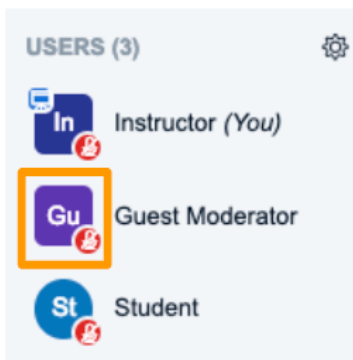 USERS (3)
In Instructor (You)
Gu Guest Moderator
St Student